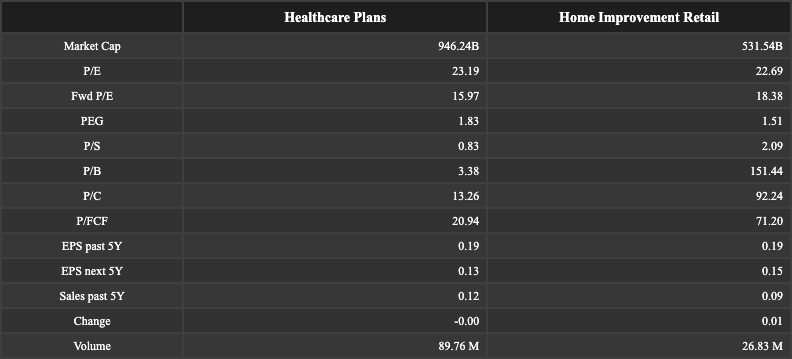 Healthcare Plans Home Improvement Retail
Market Cap 946.24B 531.54B
P/E 23.19 22.69
Fwd P/E 15.97 18.38
PEG 1.83 1.51
P/S 0.83 2.09
P/B 3.38 151.44
P/C 13.26 92.24
P/FCF 20.94 71.20
EPS past 5Y 0.19 0.19
EPS next 5Y 0.13 0.15
Sales past 5Y 0.12 0.09
Change -0.00 0.01
Volume 89.76 M 26.83 M